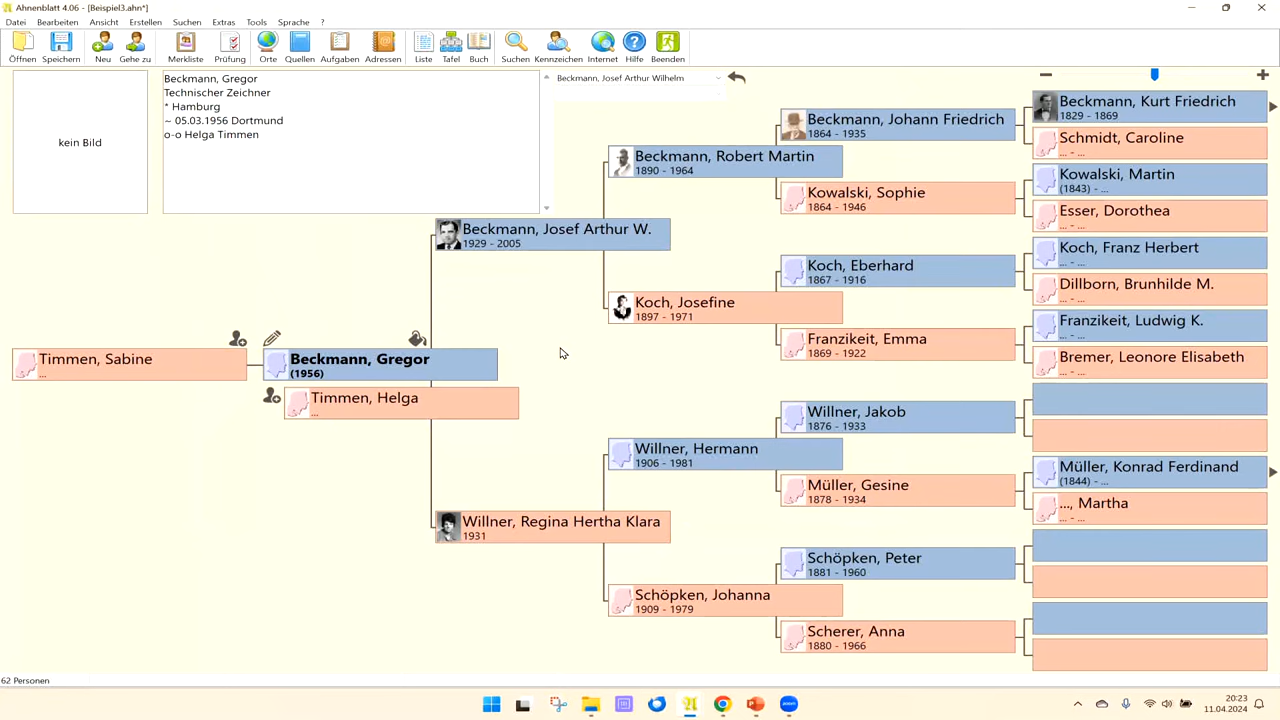 Ahnenblatt 4.06 - [Beispiel3.ahn*]
Datei Bearbeiten Ansicht Erstellen Suchen Extras Tools Sprache ?
Öffnen Speichern Neu Gehe zu Merkliste Prüfung Orte Quellen Aufgaben Adressen Liste Tafel Buch Suchen Kennzeichen Internet Hilfe Beenden
kein Bild
Beckmann, Gregor
Technischer Zeichner
* Hamburg
~ 05.03.1956 Dortmund
o-o Helga Timmen
Beckmann, Josef Arthur Wilhelm
Timmen, Sabine
...
Beckmann, Gregor
(1956)
Timmen, Helga
...
Beckmann, Josef Arthur W.
1929 - 2005
Willner, Regina Hertha Klara
1931
Beckmann, Robert Martin
1890 - 1964
Koch, Josefine
1897 - 1971
Willner, Hermann
1906 - 1981
Schöpken, Johanna
1909 - 1979
Beckmann, Johann Friedrich
1864 - 1935
Kowalski, Sophie
1864 - 1946
Koch, Eberhard
1867 - 1916
Franzikeit, Emma
1869 - 1922
Willner, Jakob
1876 - 1933
Müller, Gesine
1878 - 1934
Schöpken, Peter
1881 - 1960
Scherer, Anna
1880 - 1966
Beckmann, Kurt Friedrich
1829 - 1869
Schmidt, Caroline
... - ...
Kowalski, Martin
(1843) - ...
Esser, Dorothea
... - ...
Koch, Franz Herbert
... - ...
Dillborn, Brunhilde M.
... - ...
Franzikeit, Ludwig K.
... - ...
Bremer, Leonore Elisabeth
... - ...
Müller, Konrad Ferdinand
(1844) - ...
..., Martha
... - ...
62 Personen
20:23
11.04.2024